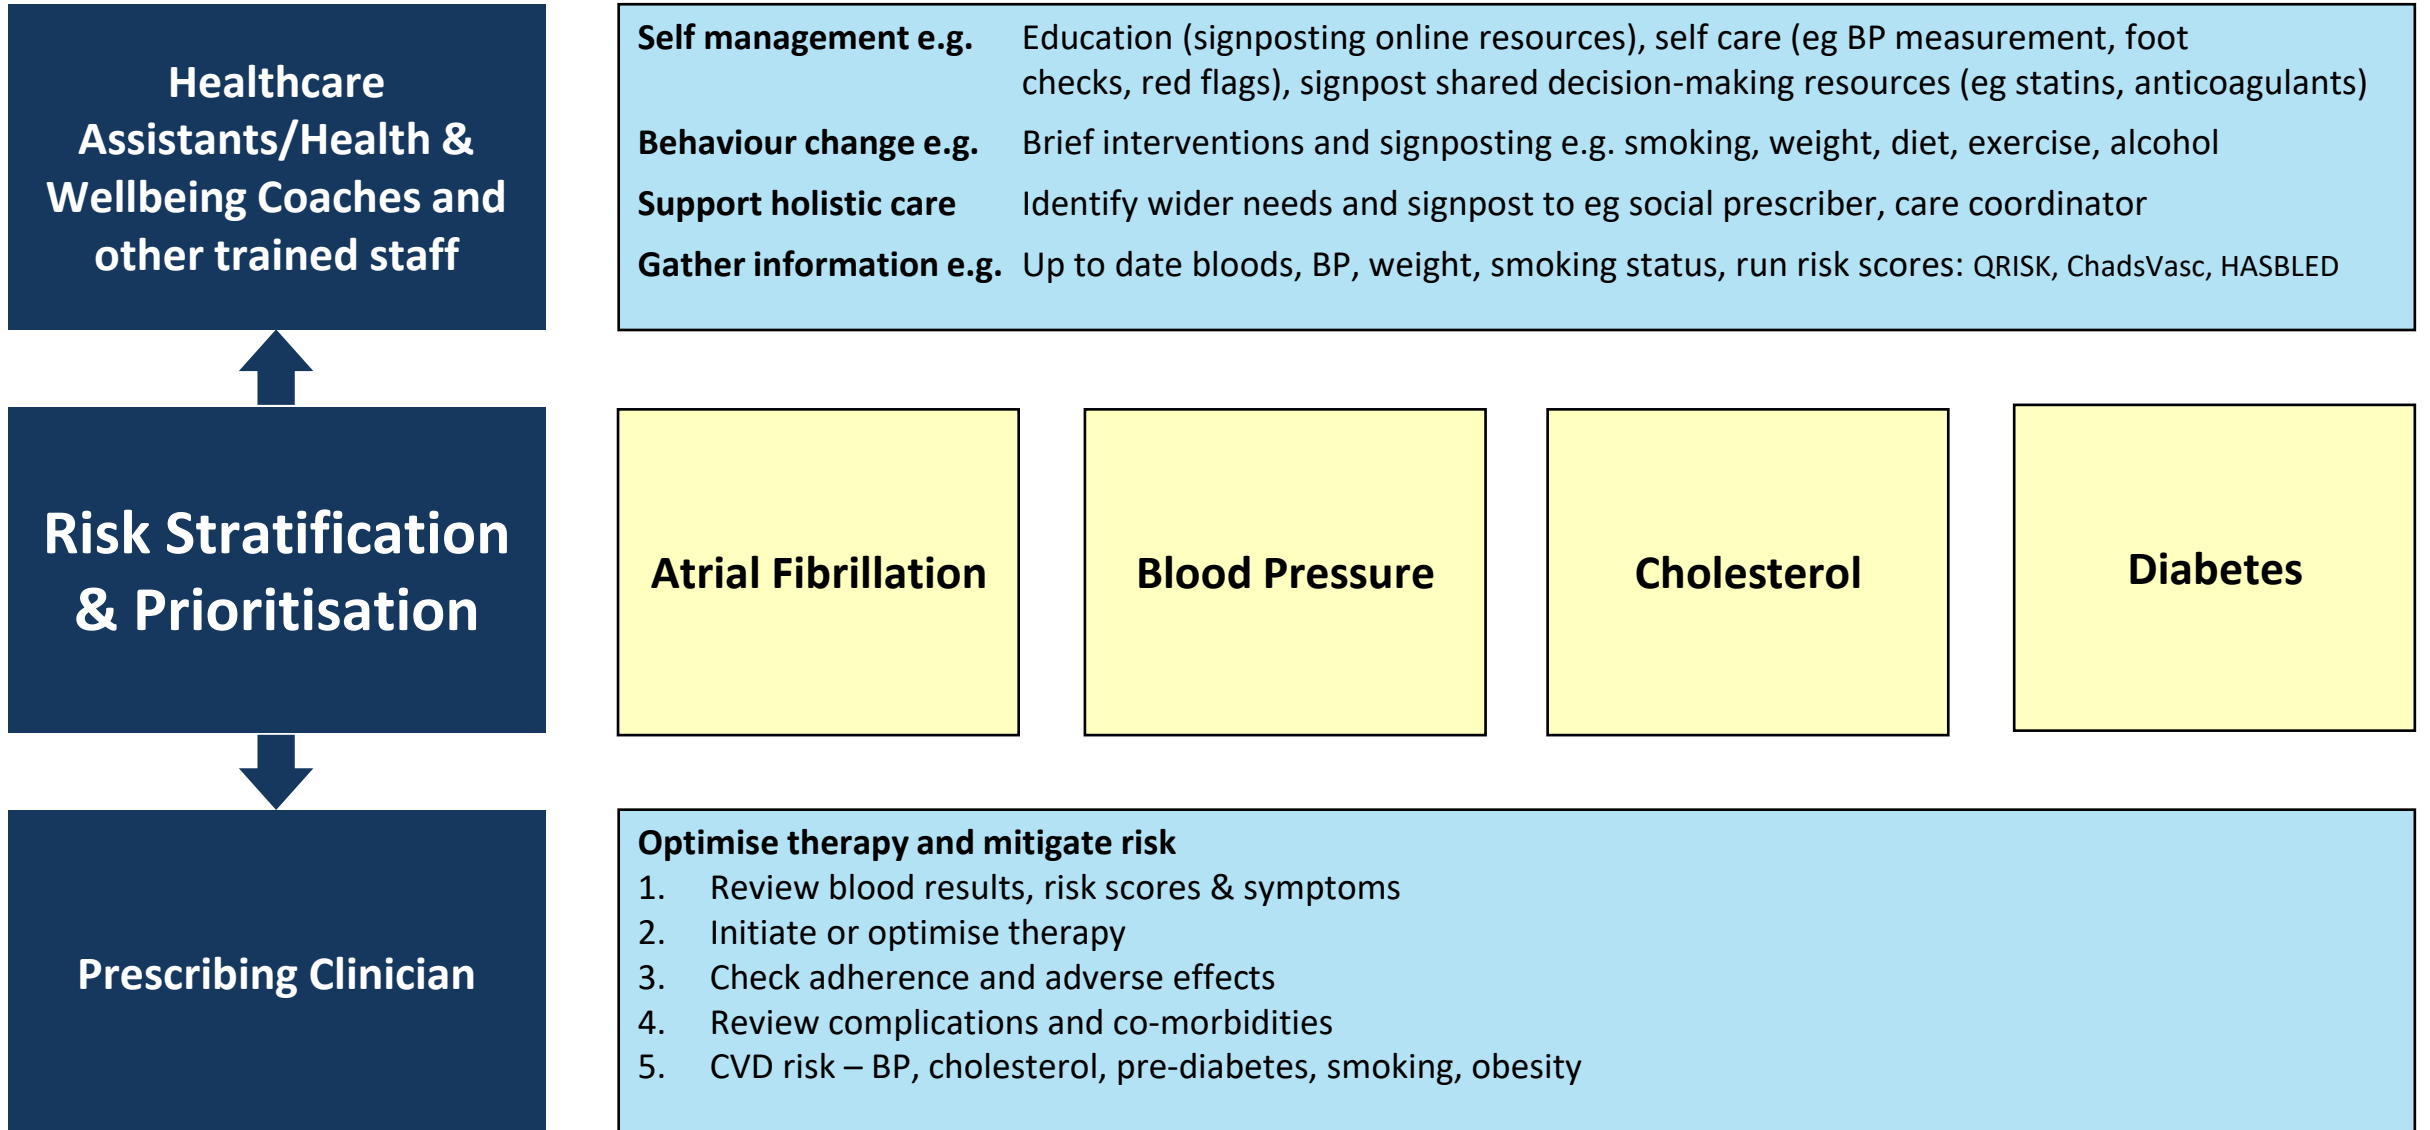 Healthcare
Assistants/Health &
Wellbeing Coaches and
other trained staff
Self management e.g. Education (signposting online resources), self care (eg BP measurement, foot
checks, red flags), signpost shared decision-making resources (eg statins, anticoagulants)
Behaviour change e.g. Brief interventions and signposting e.g. smoking, weight, diet, exercise, alcohol
Support holistic care Identify wider needs and signpost to eg social prescriber, care coordinator
Gather information e.g. Up to date bloods, BP, weight, smoking status, run risk scores: QRISK, ChadsVasc, HASBLED
Risk Stratification
& Prioritisation
Atrial Fibrillation
Blood Pressure
Cholesterol
Diabetes
Prescribing Clinician
Optimise therapy and mitigate risk
1. Review blood results, risk scores & symptoms
2. Initiate or optimise therapy
3. Check adherence and adverse effects
4. Review complications and co-morbidities
5. CVD risk – BP, cholesterol, pre-diabetes, smoking, obesity